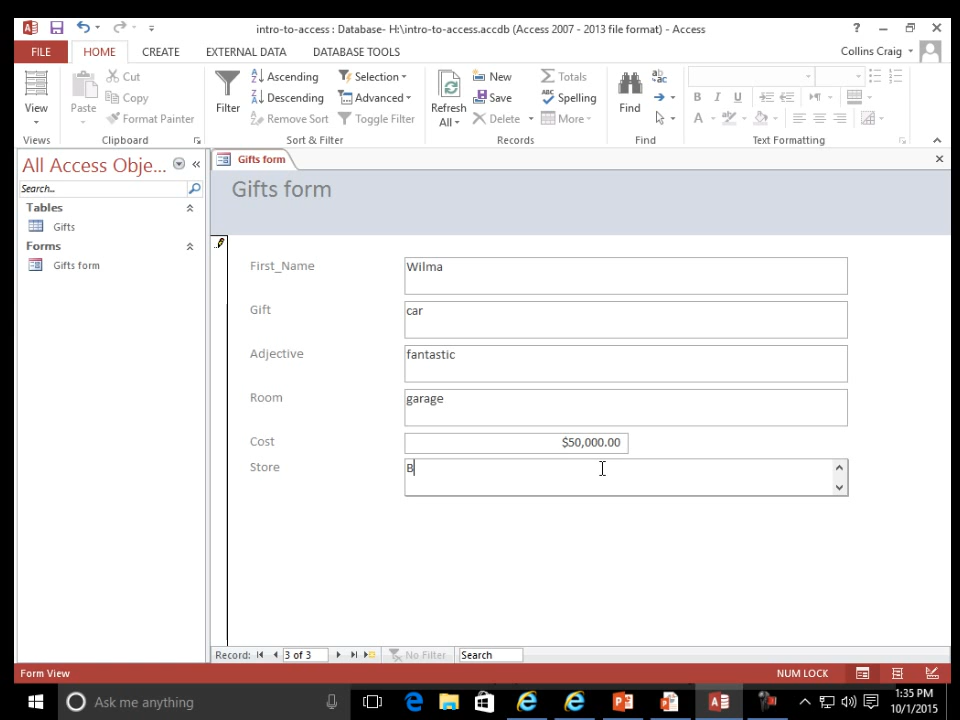 intro-to-access : Database- H:\intro-to-access.accdb (Access 2007 - 2013 file format) - Access
FILE HOME CREATE EXTERNAL DATA DATABASE TOOLS Collins Craig
View
Views
Paste
Cut
Copy
Format Painter
Clipboard
Filter
Ascending
Descending
Remove Sort
Selection
Advanced
Toggle Filter
Sort & Filter
Refresh
All
New
Save
Delete
Totals
Spelling
More
Records
Find
Find
B I U
A
Text Formatting
All Access Obje...
Search..
Tables
Gifts
Forms
Gifts form
Gifts form
Gifts form
First_Name Wilma
Gift car
Adjective fantastic
Room garage
Cost $50,000.00
Store B
Record: 3 of 3 No Filter Search
Form View NUM LOCK
Ask me anything
1:35 PM
10/1/2015